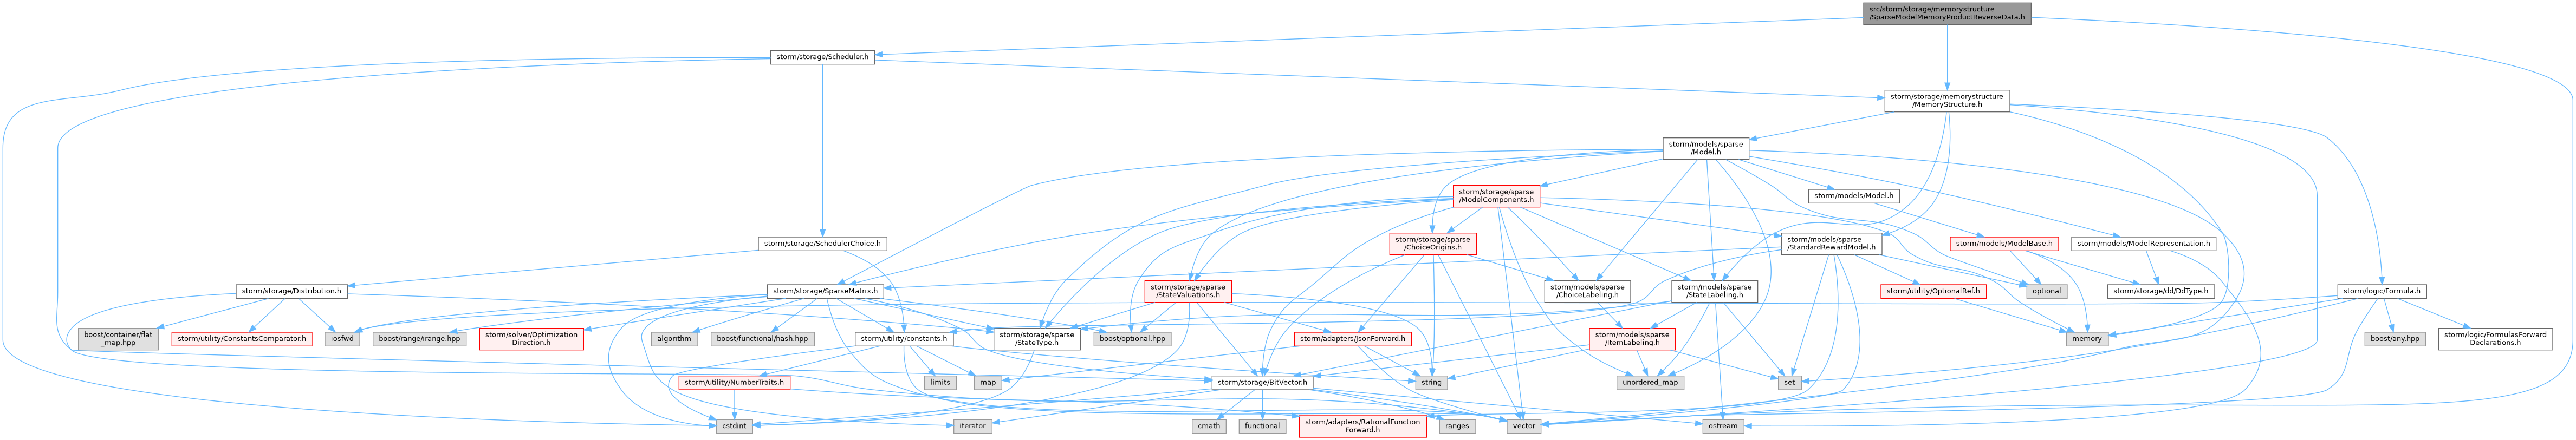 src/storm/storage/memorystructure
/SparseModelMemoryProductReverseData.h
storm/storage/Scheduler.h
storm/storage/memorystructure
/MemoryStructure.h
storm/models/sparse
/Model.h
storm/storage/sparse
/ModelComponents.h
storm/models/Model.h
storm/storage/SchedulerChoice.h
storm/storage/sparse
/ChoiceOrigins.h
storm/models/sparse
/StandardRewardModel.h
storm/models/ModelBase.h
storm/models/ModelRepresentation.h
storm/storage/Distribution.h
storm/storage/SparseMatrix.h
storm/storage/sparse
/StateValuations.h
storm/models/sparse
/ChoiceLabeling.h
storm/models/sparse
/StateLabeling.h
storm/utility/OptionalRef.h
optional
storm/storage/dd/DdType.h
storm/logic/Formula.h
boost/container/flat
_map.hpp
storm/utility/ConstantsComparator.h
iosfwd
boost/range/irange.hpp
storm/solver/Optimization
Direction.h
algorithm
boost/functional/hash.hpp
storm/utility/constants.h
storm/storage/sparse
/StateType.h
boost/optional.hpp
storm/adapters/JsonForward.h
storm/models/sparse
/ItemLabeling.h
memory
boost/any.hpp
storm/logic/FormulasForward
Declarations.h
storm/utility/NumberTraits.h
limits
map
storm/storage/BitVector.h
string
unordered_map
set
cstdint
iterator
cmath
functional
storm/adapters/RationalFunction
Forward.h
ranges
vector
ostream